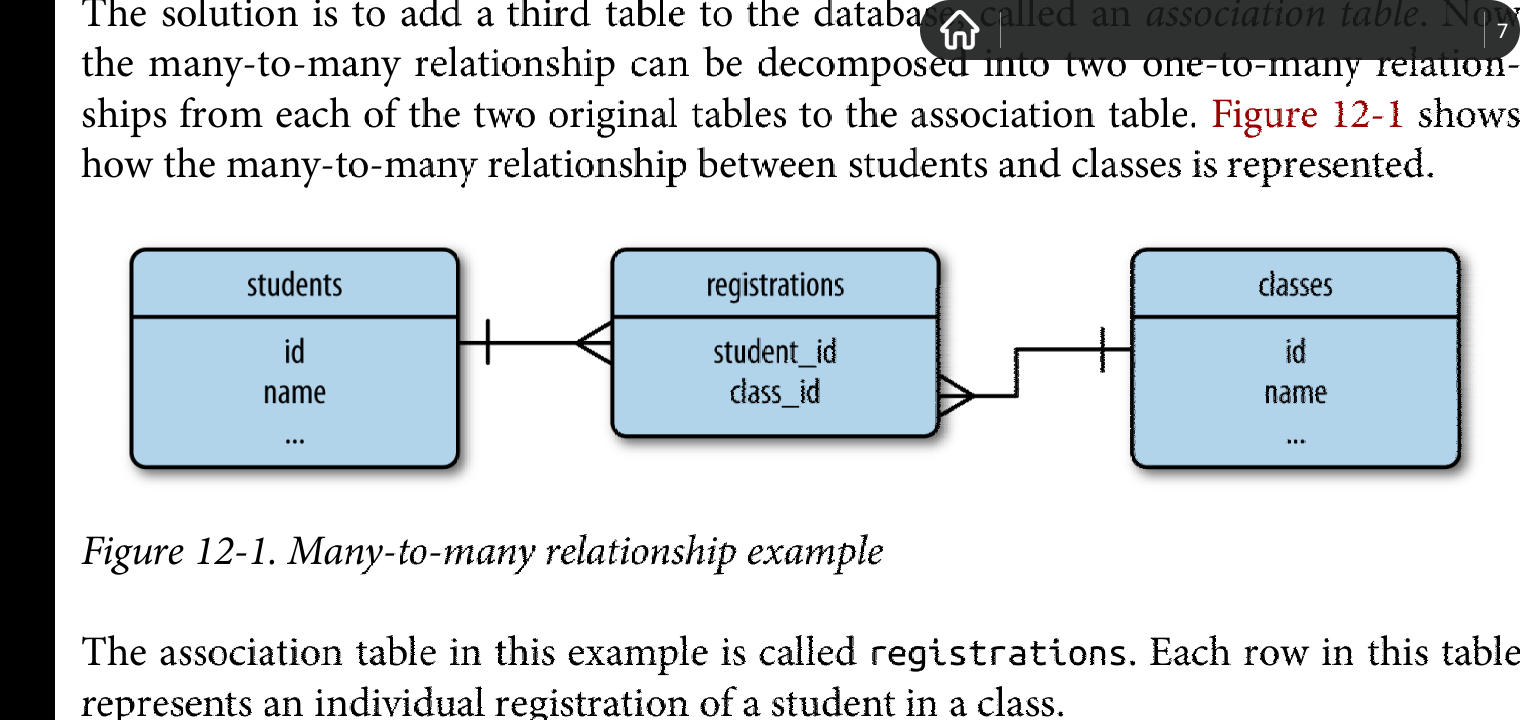 The solution is to add a third table to the database, called an association table. Now
7
the many-to-many relationship can be decomposed into two one-to-many relation-
ships from each of the two original tables to the association table. Figure 12-1 shows
how the many-to-many relationship between students and classes is represented.
students
id
name
...
registrations
student_id
class_id
classes
id
name
...
Figure 12-1. Many-to-many relationship example
The association table in this example is called registrations. Each row in this table
represents an individual registration of a student in a class.